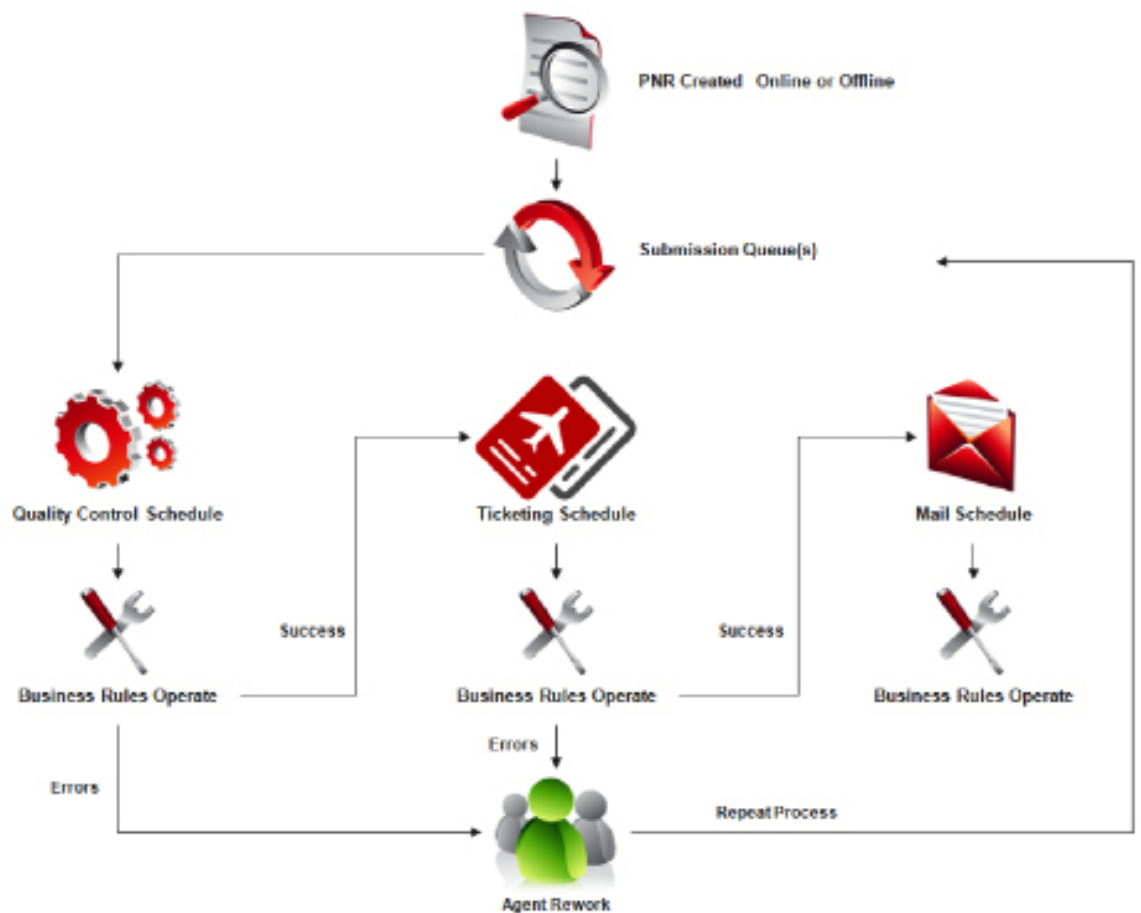 PNR Created Online or Offline
Submission Queue(s)
Quality Control Schedule
Ticketing Schedule
Mail Schedule
Success
Success
Business Rules Operate
Business Rules Operate
Business Rules Operate
Errors
Errors
Repeat Process
Agent Rework